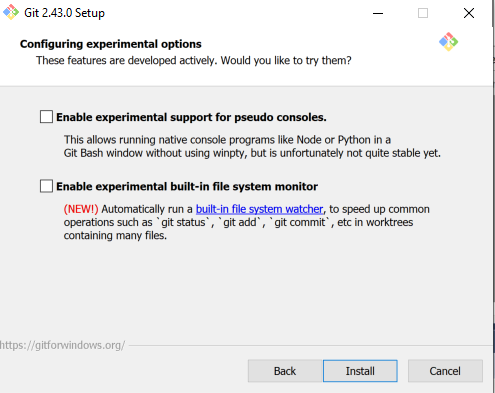 Git 2.43.0 Setup
Configuring experimental options
These features are developed actively. Would you like to try them?
Enable experimental support for pseudo consoles.
This allows running native console programs like Node or Python in a
Git Bash window without using winpty, but is unfortunately not quite stable yet.
Enable experimental built-in file system monitor
(NEW!) Automatically run a built-in file system watcher, to speed up common
operations such as `git status`, `git add`, `git commit`, etc in worktrees
containing many files.
https://gitforwindows.org/
Back
Install
Cancel